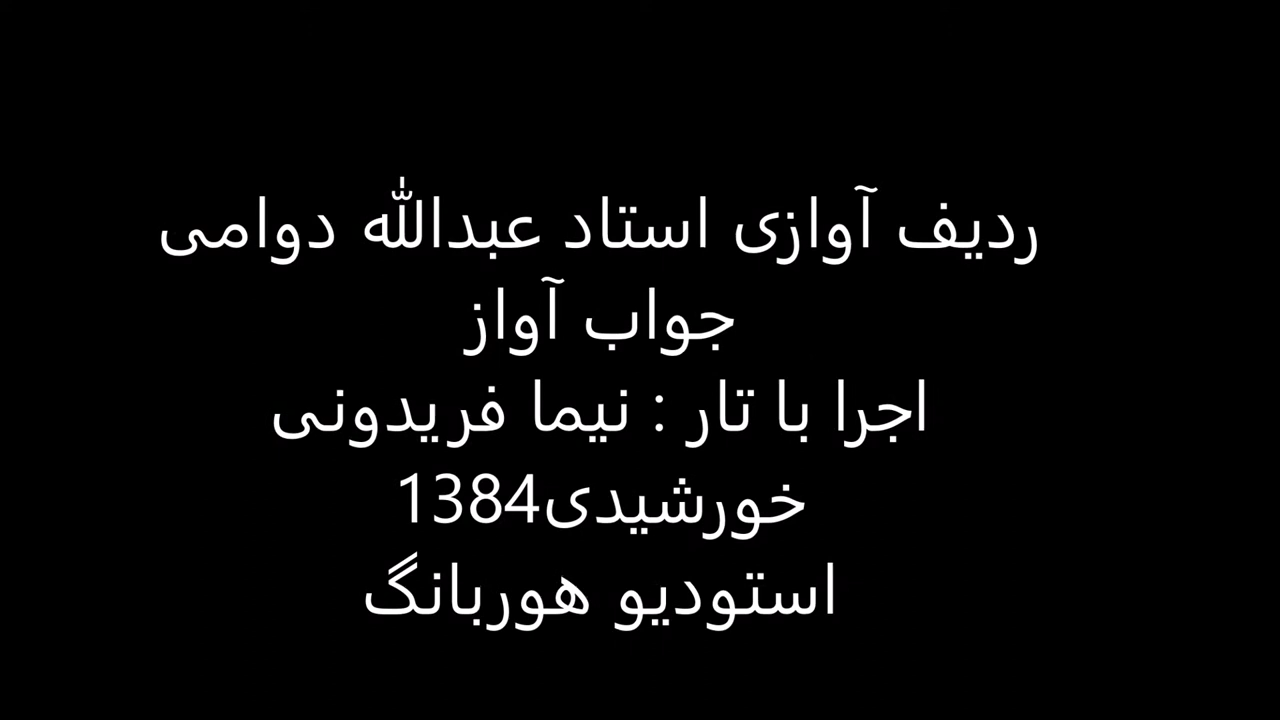 ردیف آوازی استاد عبدالله دوامی
جواب آواز
اجرا با تار : نیما فریدونی
خورشیدی1384
استودیو هوربانگ